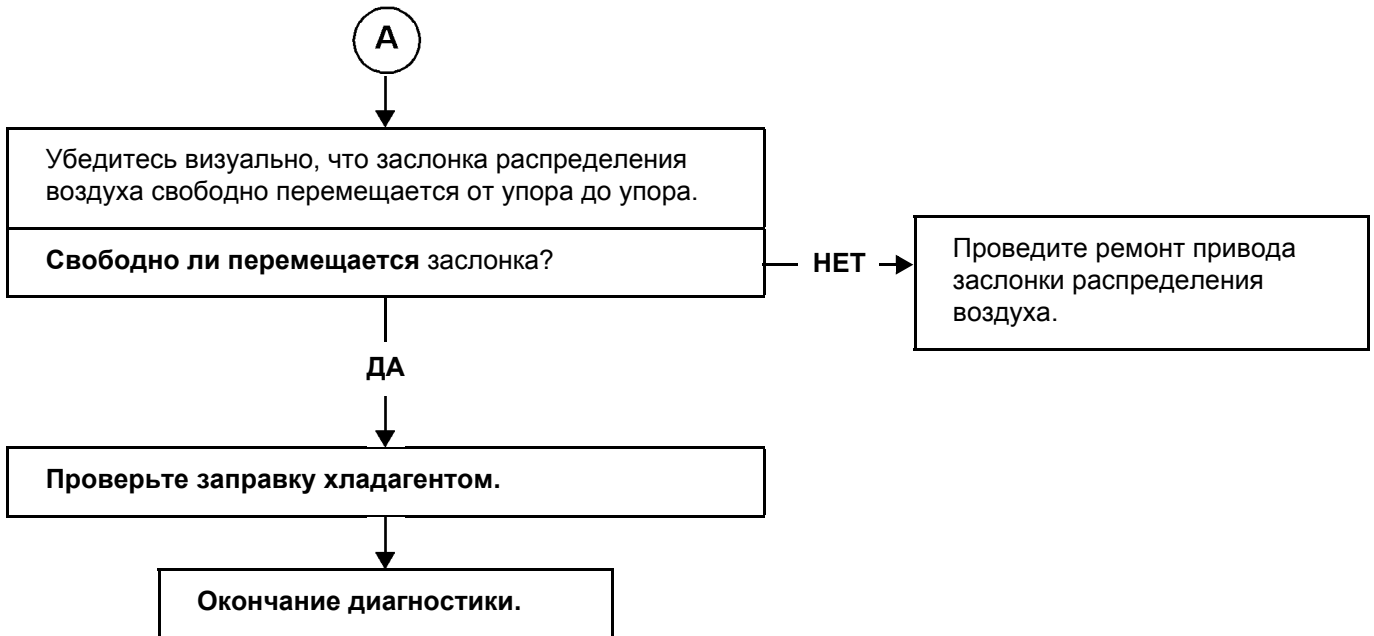 A
Убедитесь визуально, что заслонка распределения
воздуха свободно перемещается от упора до упора.
Свободно ли перемещается заслонка?
НЕТ
Проведите ремонт привода
заслонки распределения
воздуха.
ДА
Проверьте заправку хладагентом.
Окончание диагностики.